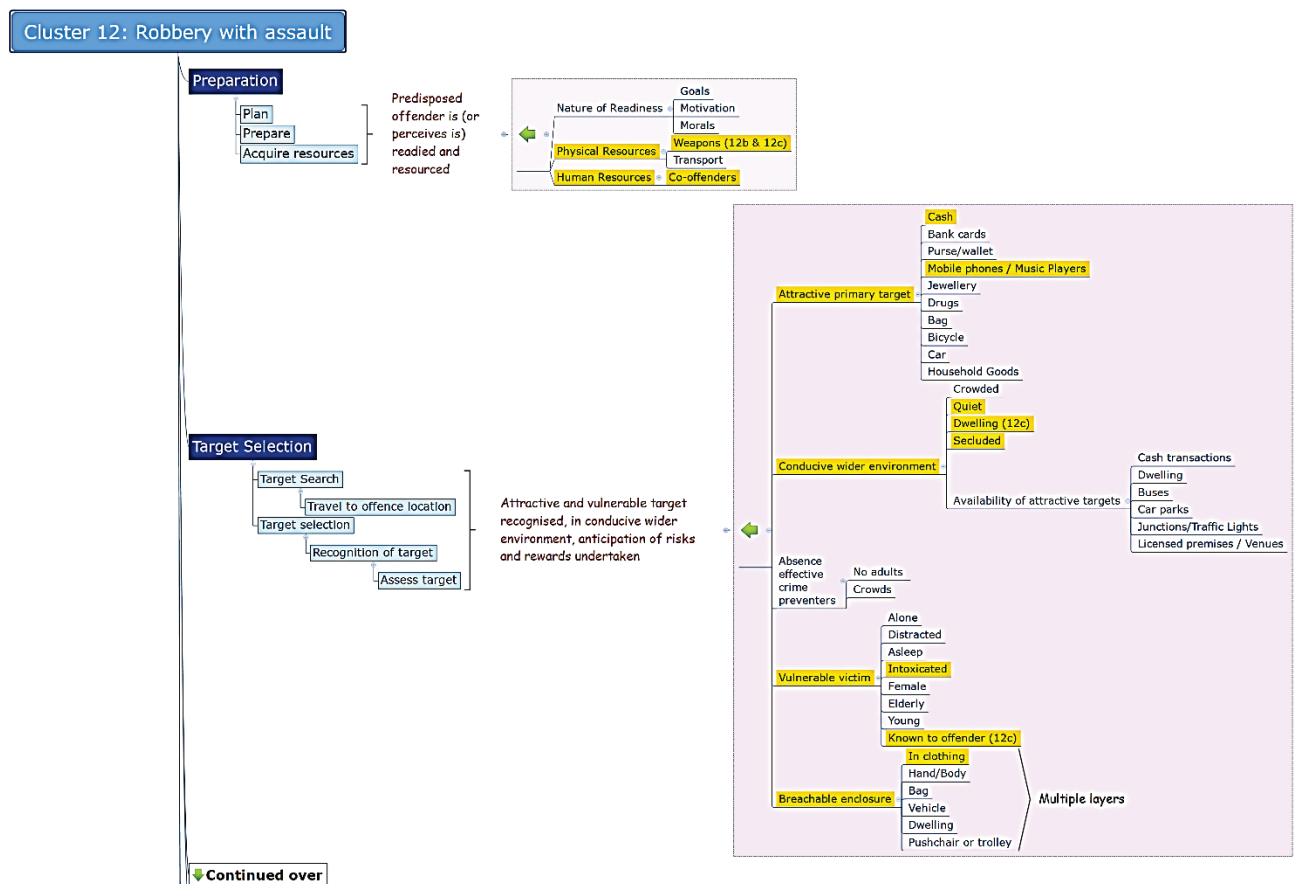 Cluster 12: Robbery with assault
Preparation
Plan
Prepare
Acquire resources
Predisposed
offender is (or
perceives is)
readied and
resourced
Nature of Readiness
Goals
Motivation
Morals
Physical Resources
Weapons (12b & 12c)
Transport
Human Resources
Co-offenders
Target Selection
Target Search
Travel to offence location
Target selection
Recognition of target
Assess target
Attractive and vulnerable target
recognised, in conducive wider
environment, anticipation of risks
and rewards undertaken
Attractive primary target
Cash
Bank cards
Purse/wallet
Mobile phones / Music Players
Jewellery
Drugs
Bag
Bicycle
Car
Household Goods
Conducive wider environment
Crowded
Quiet
Dwelling (12c)
Secluded
Availability of attractive targets
Cash transactions
Dwelling
Buses
Car parks
Junctions/Traffic Lights
Licensed premises / Venues
Absence
effective
crime
preventers
No adults
Crowds
Vulnerable victim
Alone
Distracted
Asleep
Intoxicated
Female
Elderly
Young
Known to offender (12c)
Breachable enclosure
In clothing
Hand/Body
Bag
Vehicle
Dwelling
Pushchair or trolley
Multiple layers
Continued over